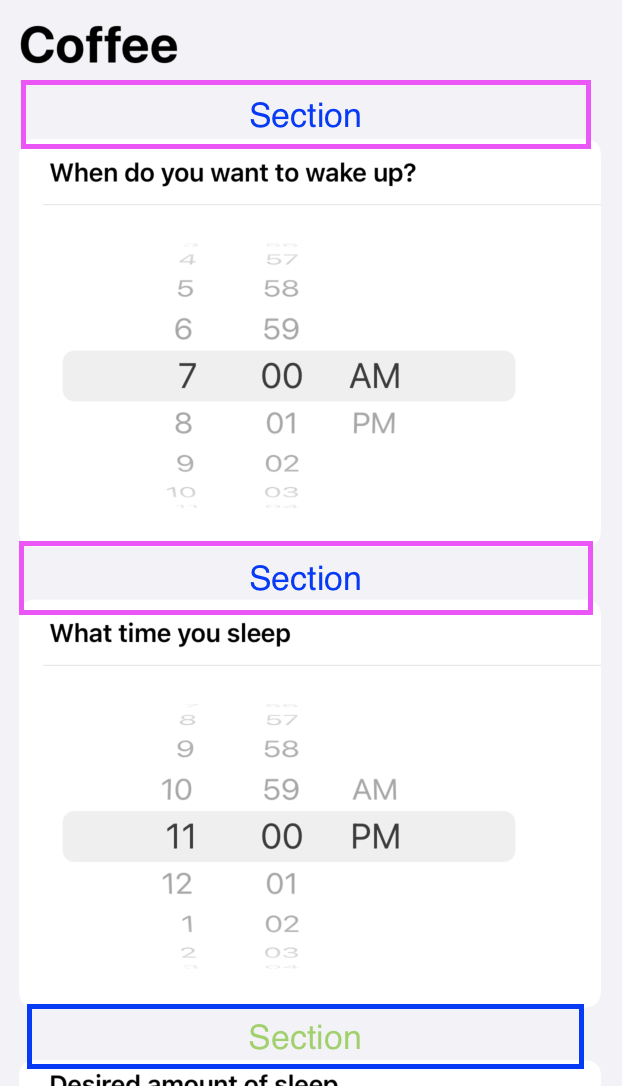 Coffee
Section
When do you want to wake up?
4 57
5 58
6 59
7 00 AM
8 01 PM
9 02
10 03
Section
What time you sleep
8 57
9 58
10 59 AM
11 00 PM
12 01
1 02
2 03
Section
Desired amount of sleep